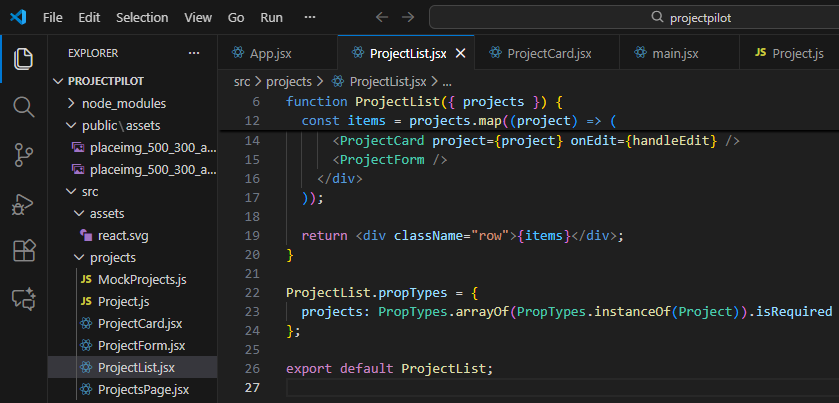 File Edit Selection View Go Run ··· projectpilot
EXPLORER ···
App.jsx ProjectList.jsx ProjectCard.jsx main.jsx Project.js
PROJECTPILOT
node_modules
public\assets
placeimg_500_300_a...
placeimg_500_300_a...
src
assets
react.svg
projects
MockProjects.js
Project.js
ProjectCard.jsx
ProjectForm.jsx
ProjectList.jsx
ProjectsPage.jsx
src > projects > ProjectList.jsx > ...
6 function ProjectList({ projects }) {
12 const items = projects.map((project) => (
14 <ProjectCard project={project} onEdit={handleEdit} />
15 <ProjectForm />
16 </div>
17 ));
18
19 return <div className="row">{items}</div>;
20 }
21
22 ProjectList.propTypes = {
23 projects: PropTypes.arrayOf(PropTypes.instanceOf(Project)).isRequired
24 };
25
26 export default ProjectList;
27